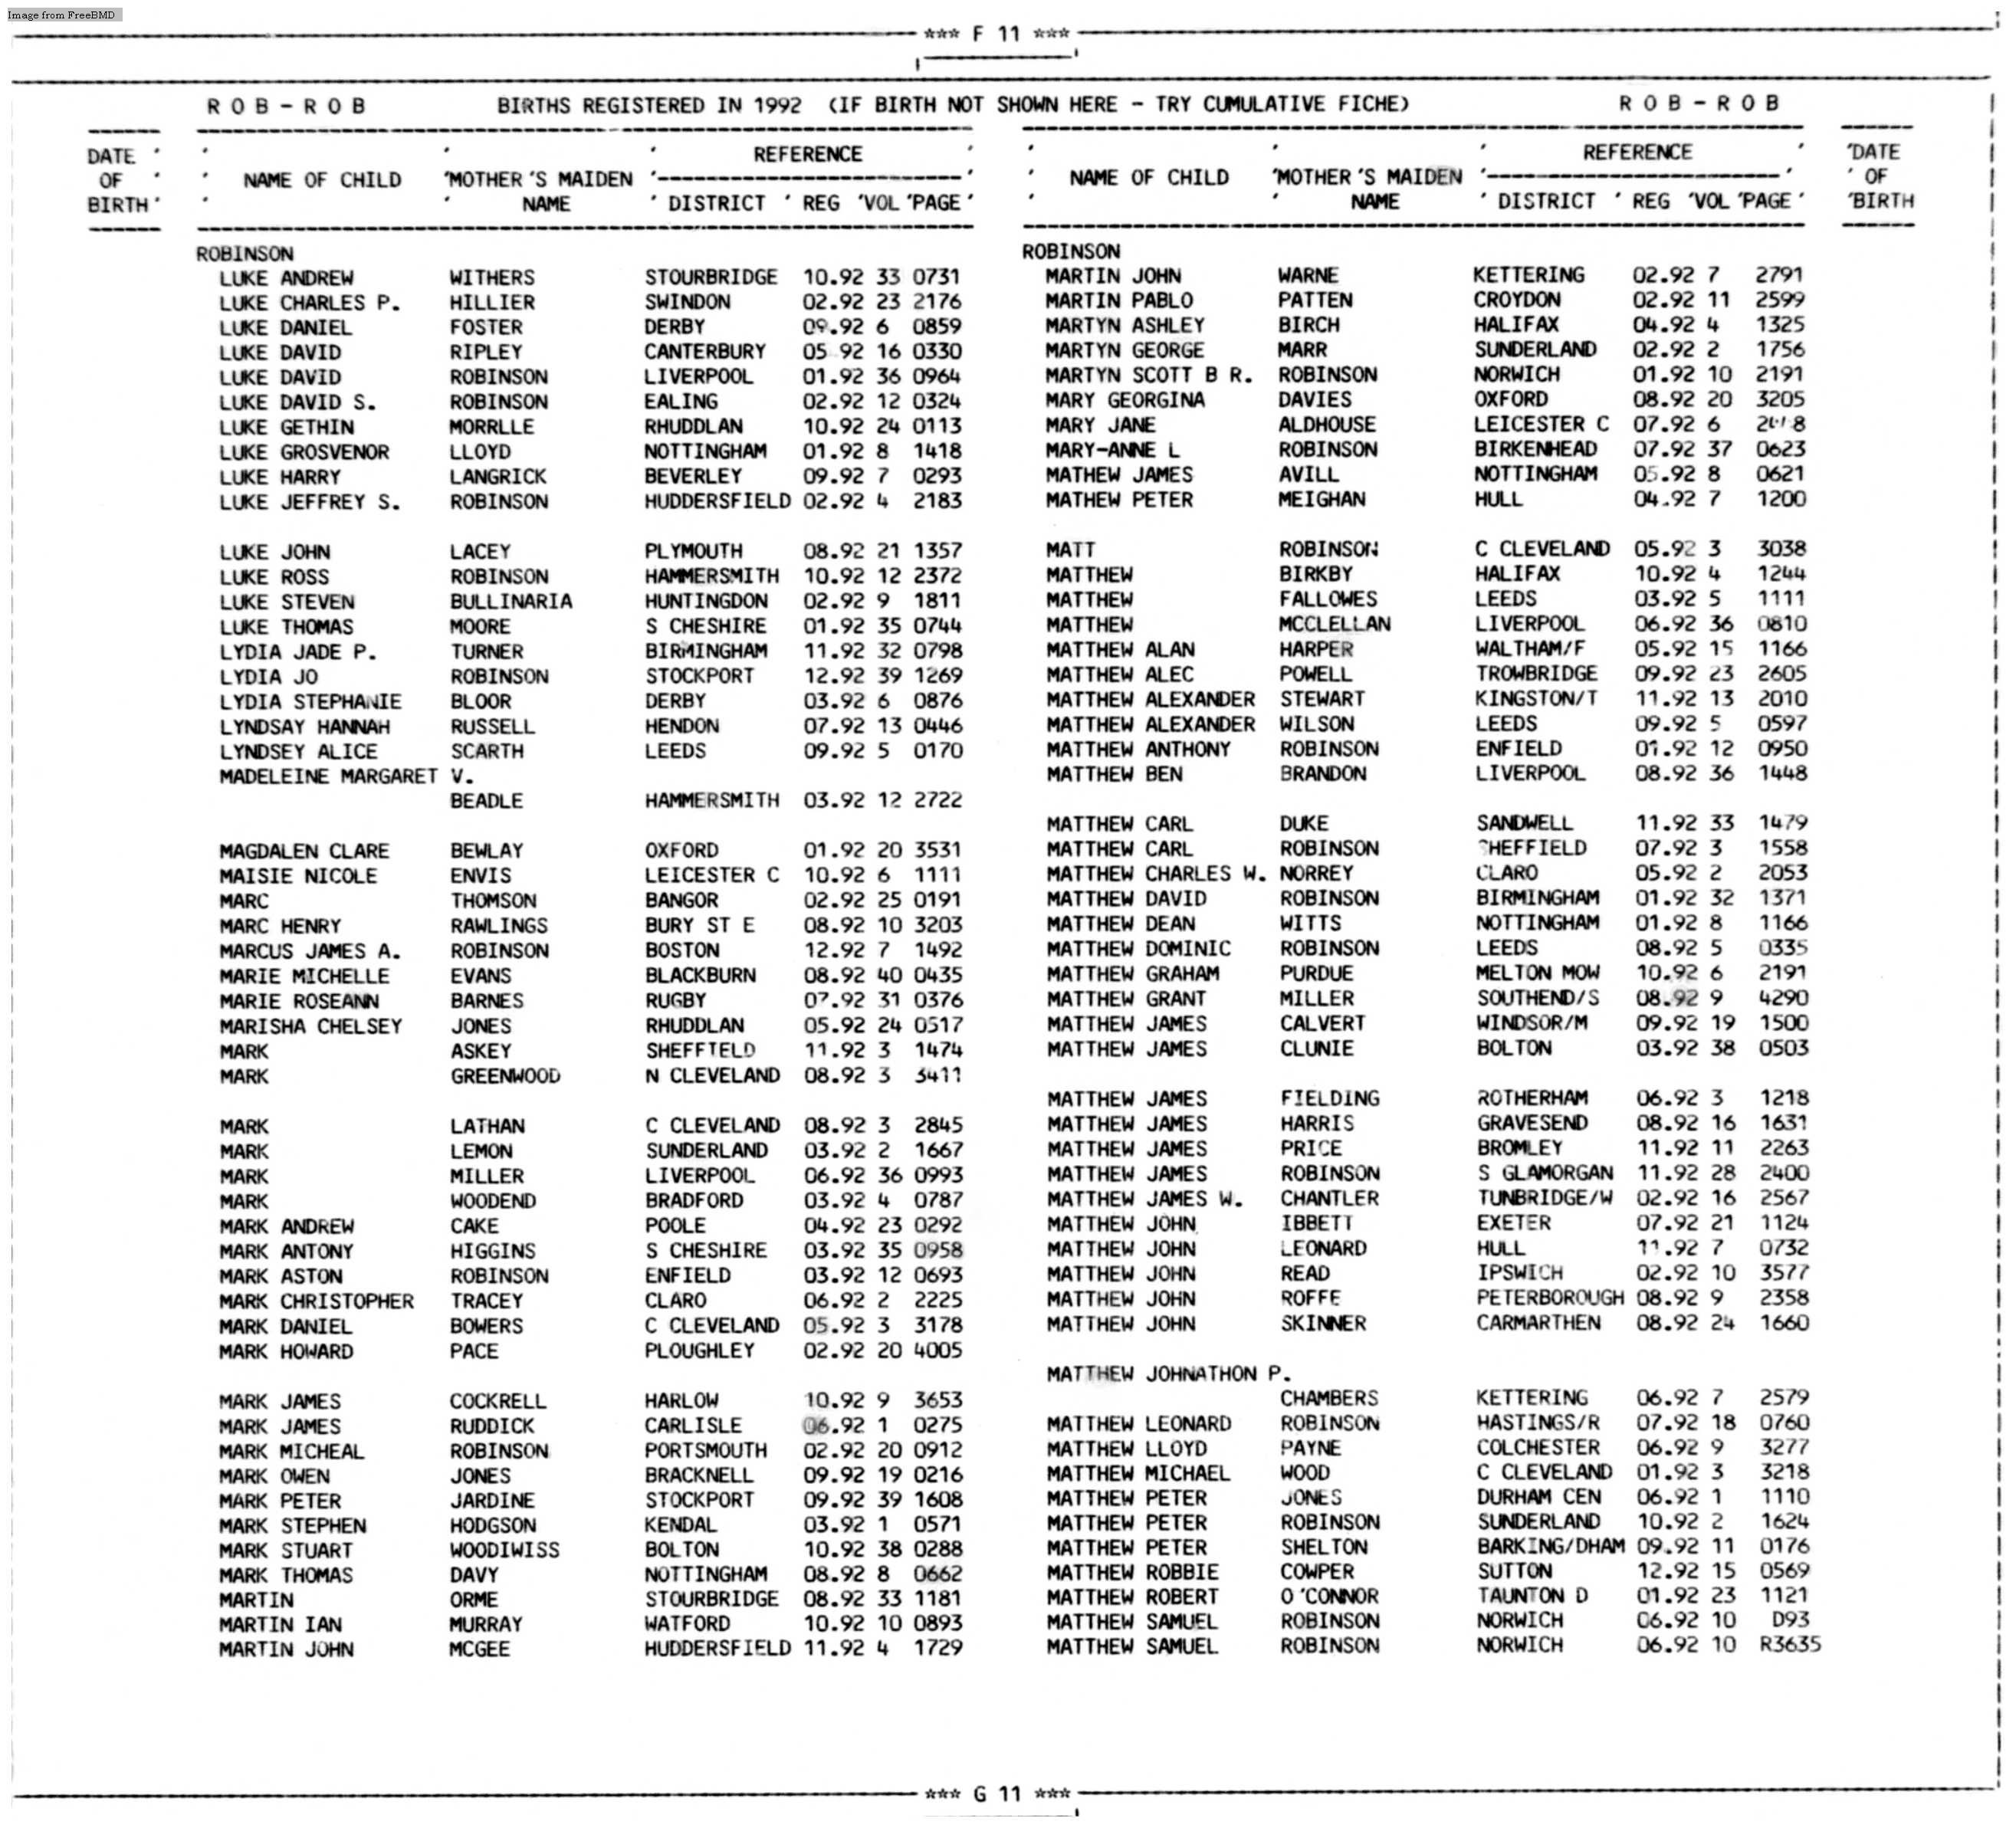 Image from FreeBMD
*** F 11 ***
R O B - R O B BIRTHS REGISTERED IN 1992 (IF BIRTH NOT SHOWN HERE - TRY CUMULATIVE FICHE) R O B - R O B
DATE OF BIRTH NAME OF CHILD MOTHER'S MAIDEN NAME REFERENCE DISTRICT REG VOL PAGE
NAME OF CHILD MOTHER'S MAIDEN NAME REFERENCE DISTRICT REG VOL PAGE DATE OF BIRTH
ROBINSON
LUKE ANDREW WITHERS STOURBRIDGE 10.92 33 0731
LUKE CHARLES P. HILLIER SWINDON 02.92 23 2176
LUKE DANIEL FOSTER DERBY 09.92 6 0859
LUKE DAVID RIPLEY CANTERBURY 05 92 16 0330
LUKE DAVID ROBINSON LIVERPOOL 01.92 36 0964
LUKE DAVID S. ROBINSON EALING 02.92 12 0324
LUKE GETHIN MORRLLE RHUDDLAN 10.92 24 0113
LUKE GROSVENOR LLOYD NOTTINGHAM 01.92 8 1418
LUKE HARRY LANGRICK BEVERLEY 09.92 7 0293
LUKE JEFFREY S. ROBINSON HUDDERSFIELD 02.92 4 2183
LUKE JOHN LACEY PLYMOUTH 08.92 21 1357
LUKE ROSS ROBINSON HAMMERSMITH 10.92 12 2372
LUKE STEVEN BULLINARIA HUNTINGDON 02.92 9 1811
LUKE THOMAS MOORE S CHESHIRE 01.92 35 0744
LYDIA JADE P. TURNER BIRMINGHAM 11.92 32 0798
LYDIA JO ROBINSON STOCKPORT 12.92 39 1269
LYDIA STEPHANIE BLOOR DERBY 03.92 6 0876
LYNDSAY HANNAH RUSSELL HENDON 07.92 13 0446
LYNDSEY ALICE SCARTH LEEDS 09.92 5 0170
MADELEINE MARGARET V.
BEADLE HAMMERSMITH 03.92 12 2722
MAGDALEN CLARE BEWLAY OXFORD 01.92 20 3531
MAISIE NICOLE ENVIS LEICESTER C 10.92 6 1111
MARC THOMSON BANGOR 02.92 25 0191
MARC HENRY RAWLINGS BURY ST E 08.92 10 3203
MARCUS JAMES A. ROBINSON BOSTON 12.92 7 1492
MARIE MICHELLE EVANS BLACKBURN 08.92 40 0435
MARIE ROSEANN BARNES RUGBY 07.92 31 0376
MARISHA CHELSEY JONES RHUDDLAN 05.92 24 0517
MARK ASKEY SHEFFIELD 11.92 3 1474
MARK GREENWOOD N CLEVELAND 08.92 3 3411
MARK LATHAN C CLEVELAND 08.92 3 2845
MARK LEMON SUNDERLAND 03.92 2 1667
MARK MILLER LIVERPOOL 06.92 36 0993
MARK WOODEND BRADFORD 03.92 4 0787
MARK ANDREW CAKE POOLE 04.92 23 0292
MARK ANTONY HIGGINS S CHESHIRE 03.92 35 0958
MARK ASTON ROBINSON ENFIELD 03.92 12 0693
MARK CHRISTOPHER TRACEY CLARO 06.92 2 2225
MARK DANIEL BOWERS C CLEVELAND 05.92 3 3178
MARK HOWARD PACE PLOUGHLEY 02.92 20 4005
MARK JAMES COCKRELL HARLOW 10.92 9 3653
MARK JAMES RUDDICK CARLISLE 06.92 1 0275
MARK MICHEAL ROBINSON PORTSMOUTH 02.92 20 0912
MARK OWEN JONES BRACKNELL 09.92 19 0216
MARK PETER JARDINE STOCKPORT 09.92 39 1608
MARK STEPHEN HODGSON KENDAL 03.92 1 0571
MARK STUART WOODIWISS BOLTON 10.92 38 0288
MARK THOMAS DAVY NOTTINGHAM 08.92 8 0662
MARTIN ORME STOURBRIDGE 08.92 33 1181
MARTIN IAN MURRAY WATFORD 10.92 10 0893
MARTIN JOHN MCGEE HUDDERSFIELD 11.92 4 1729
ROBINSON
MARTIN JOHN WARNE KETTERING 02.92 7 2791
MARTIN PABLO PATTEN CROYDON 02.92 11 2599
MARTYN ASHLEY BIRCH HALIFAX 04.92 4 1325
MARTYN GEORGE MARR SUNDERLAND 02.92 2 1756
MARTYN SCOTT B R. ROBINSON NORWICH 01.92 10 2191
MARY GEORGINA DAVIES OXFORD 08.92 20 3205
MARY JANE ALDHOUSE LEICESTER C 07.92 6
MARY-ANNE L ROBINSON BIRKENHEAD 07.92 37 0623
MATHEW JAMES AVILL NOTTINGHAM 05.92 8 0621
MATHEW PETER MEIGHAN HULL 04.92 7 1200
MATT ROBINSON C CLEVELAND 05.92 3 3038
MATTHEW BIRKBY HALIFAX 10.92 4 1244
MATTHEW FALLOWES LEEDS 03.92 5 1111
MATTHEW MCCLELLAN LIVERPOOL 06.92 36 0810
MATTHEW ALAN HARPER WALTHAM/F 05.92 15 1166
MATTHEW ALEC POWELL TROWBRIDGE 09.92 23 2605
MATTHEW ALEXANDER STEWART KINGSTON/T 11.92 13 2010
MATTHEW ALEXANDER WILSON LEEDS 09.92 5 0597
MATTHEW ANTHONY ROBINSON ENFIELD 01.92 12 0950
MATTHEW BEN BRANDON LIVERPOOL 08.92 36 1448
MATTHEW CARL DUKE SANDWELL 11.92 33 1479
MATTHEW CARL ROBINSON SHEFFIELD 07.92 3 1558
MATTHEW CHARLES W. NORREY CLARO 05.92 2 2053
MATTHEW DAVID ROBINSON BIRMINGHAM 01.92 32 1371
MATTHEW DEAN WITTS NOTTINGHAM 01.92 8 1166
MATTHEW DOMINIC ROBINSON LEEDS 08.92 5 0335
MATTHEW GRAHAM PURDUE MELTON MOW 10.92 6 2191
MATTHEW GRANT MILLER SOUTHEND/S 08.92 9 4290
MATTHEW JAMES CALVERT WINDSOR/M 09.92 19 1500
MATTHEW JAMES CLUNIE BOLTON 03.92 38 0503
MATTHEW JAMES FIELDING ROTHERHAM 06.92 3 1218
MATTHEW JAMES HARRIS GRAVESEND 08.92 16 1631
MATTHEW JAMES PRICE BROMLEY 11.92 11 2263
MATTHEW JAMES ROBINSON S GLAMORGAN 11.92 28 2400
MATTHEW JAMES W. CHANTLER TUNBRIDGE/W 02.92 16 2567
MATTHEW JOHN IBBETT EXETER 07.92 21 1124
MATTHEW JOHN LEONARD HULL 11.92 7 0732
MATTHEW JOHN READ IPSWICH 02.92 10 3577
MATTHEW JOHN ROFFE PETERBOROUGH 08.92 9 2358
MATTHEW JOHN SKINNER CARMARTHEN 08.92 24 1660
MATTHEW JOHNATHON P.
CHAMBERS KETTERING 06.92 7 2579
MATTHEW LEONARD ROBINSON HASTINGS/R 07.92 18 0760
MATTHEW LLOYD PAYNE COLCHESTER 06.92 9 3277
MATTHEW MICHAEL WOOD C CLEVELAND 01.92 3 3218
MATTHEW PETER JONES DURHAM CEN 06.92 1 1110
MATTHEW PETER ROBINSON SUNDERLAND 10.92 2 1624
MATTHEW PETER SHELTON BARKING/DHAM 09.92 11 0176
MATTHEW ROBBIE COWPER SUTTON 12.92 15 0569
MATTHEW ROBERT O'CONNOR TAUNTON D 01.92 23 1121
MATTHEW SAMUEL ROBINSON NORWICH 06.92 10 D93
MATTHEW SAMUEL ROBINSON NORWICH 06.92 10 R3635
*** G 11 ***